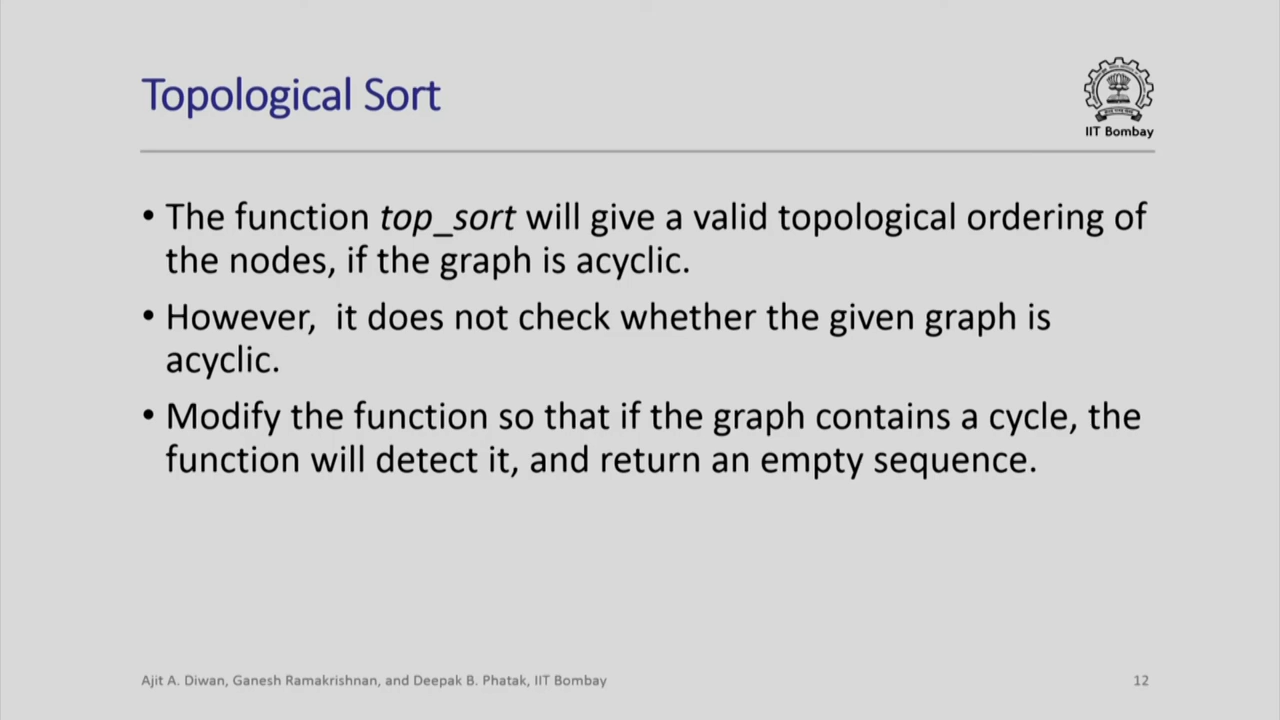 Topological Sort
IIT Bombay
• The function top_sort will give a valid topological ordering of
the nodes, if the graph is acyclic.
• However,  it does not check whether the given graph is
acyclic.
• Modify the function so that if the graph contains a cycle, the
function will detect it, and return an empty sequence.
Ajit A. Diwan, Ganesh Ramakrishnan, and Deepak B. Phatak, IIT Bombay
12